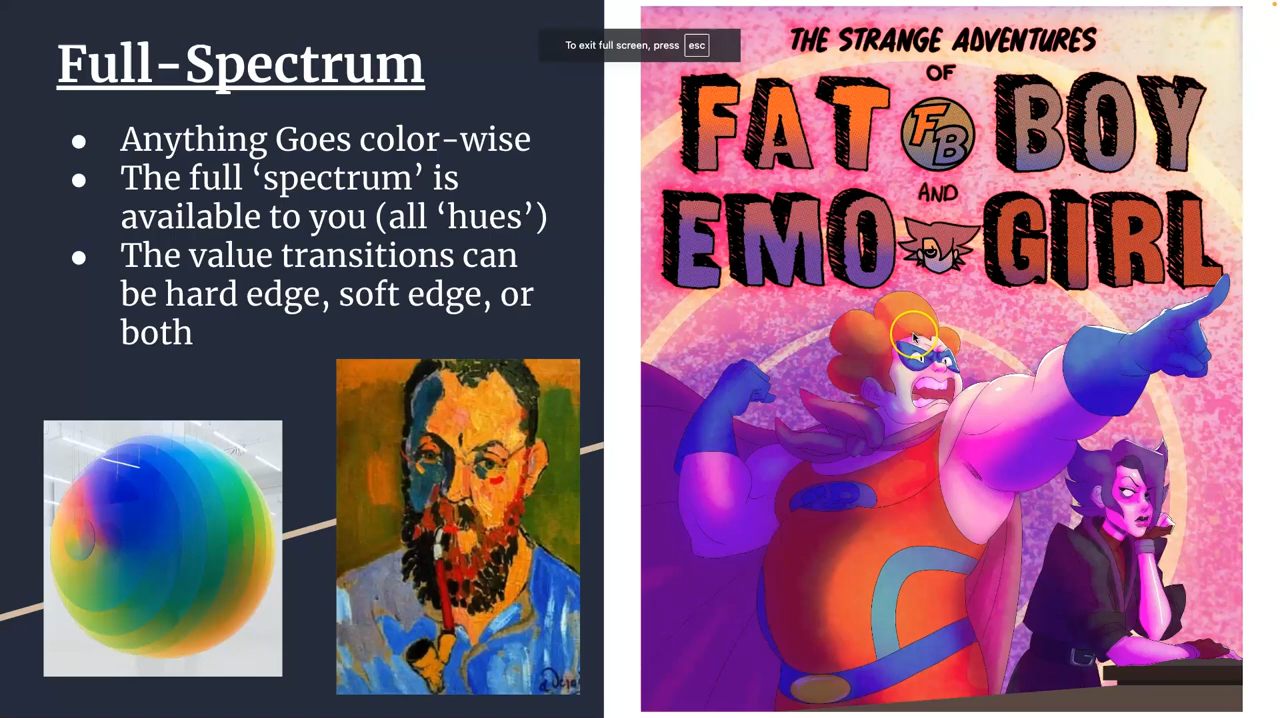 Full-Spectrum
● Anything Goes color-wise
● The full ‘spectrum’ is
available to you (all ‘hues’)
● The value transitions can
be hard edge, soft edge, or
both
To exit full screen, press esc
THE STRANGE ADVENTURES
OF
FAT FB BOY
AND
EMO GIRL